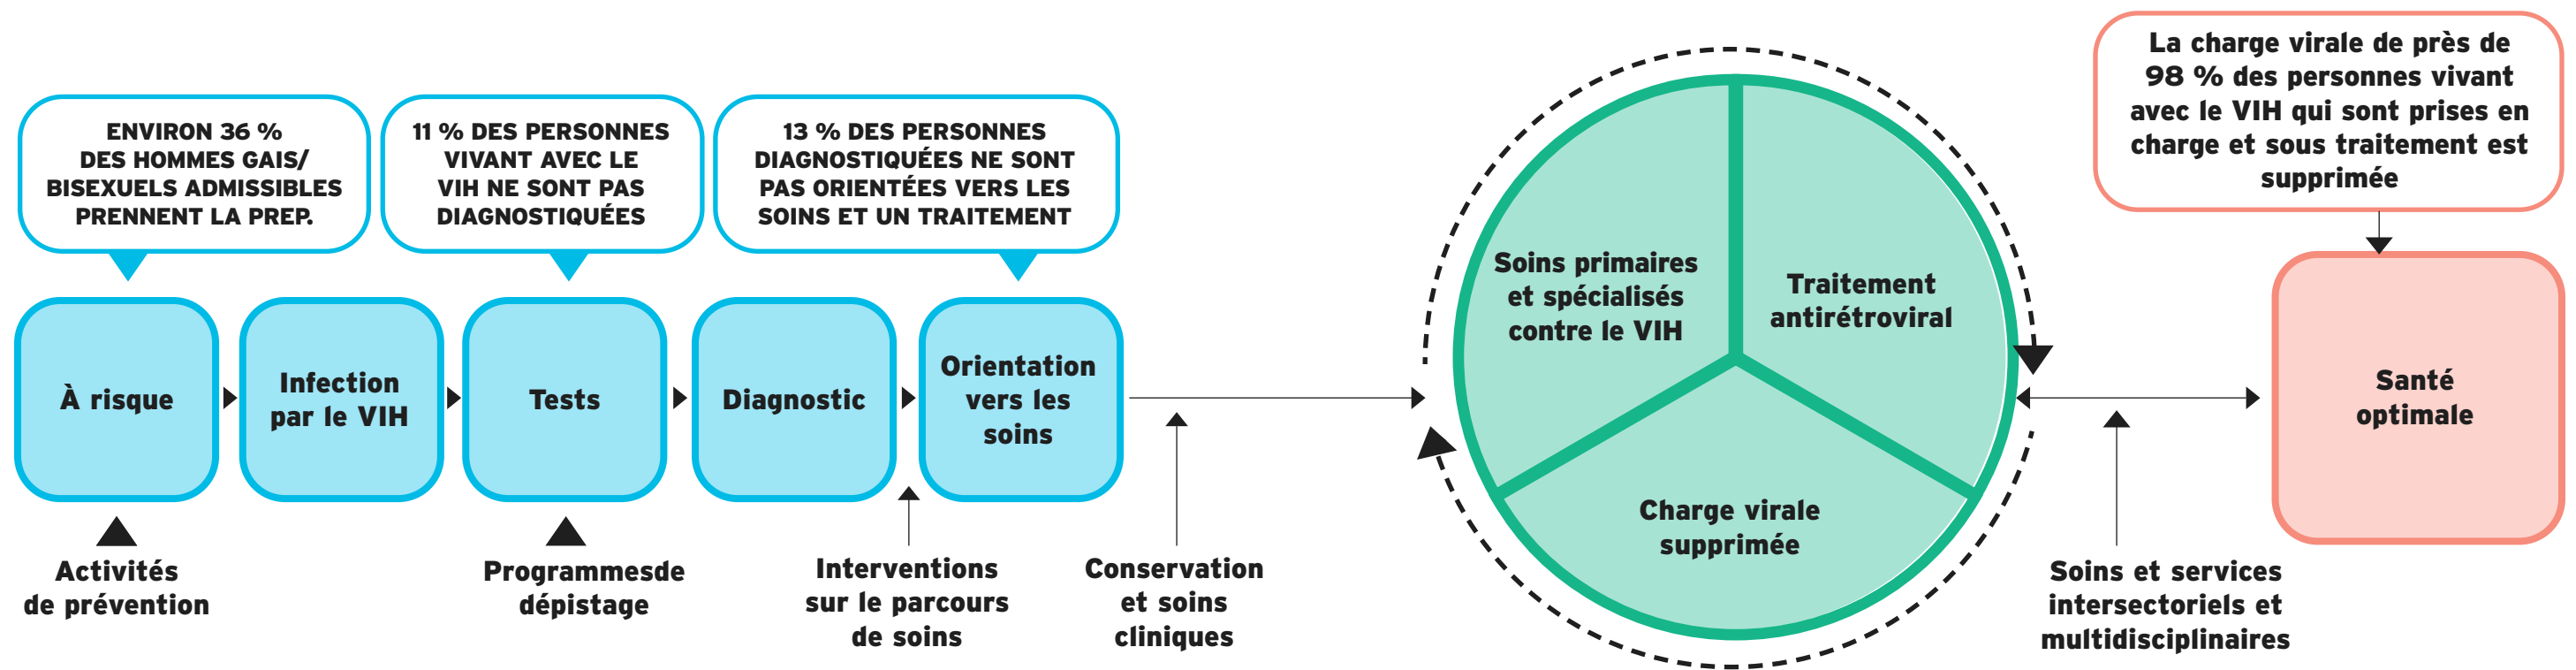 ENVIRON 36 %
DES HOMMES GAIS/
BISEXUELS ADMISSIBLES
PRENNENT LA PREP.
11 % DES PERSONNES
VIVANT AVEC LE
VIH NE SONT PAS
DIAGNOSTIQUÉES
13 % DES PERSONNES
DIAGNOSTIQUÉES NE SONT
PAS ORIENTÉES VERS LES
SOINS ET UN TRAITEMENT
La charge virale de près de
98 % des personnes vivant
avec le VIH qui sont prises en
charge et sous traitement est
supprimée
À risque
Infection
par le VIH
Tests
Diagnostic
Orientation
vers les
soins
Soins primaires
et spécialisés
contre le VIH
Traitement
antirétroviral
Charge virale
supprimée
Santé
optimale
Activités
de prévention
Programmesde
dépistage
Interventions
sur le parcours
de soins
Conservation
et soins
cliniques
Soins et services
intersectoriels et
multidisciplinaires